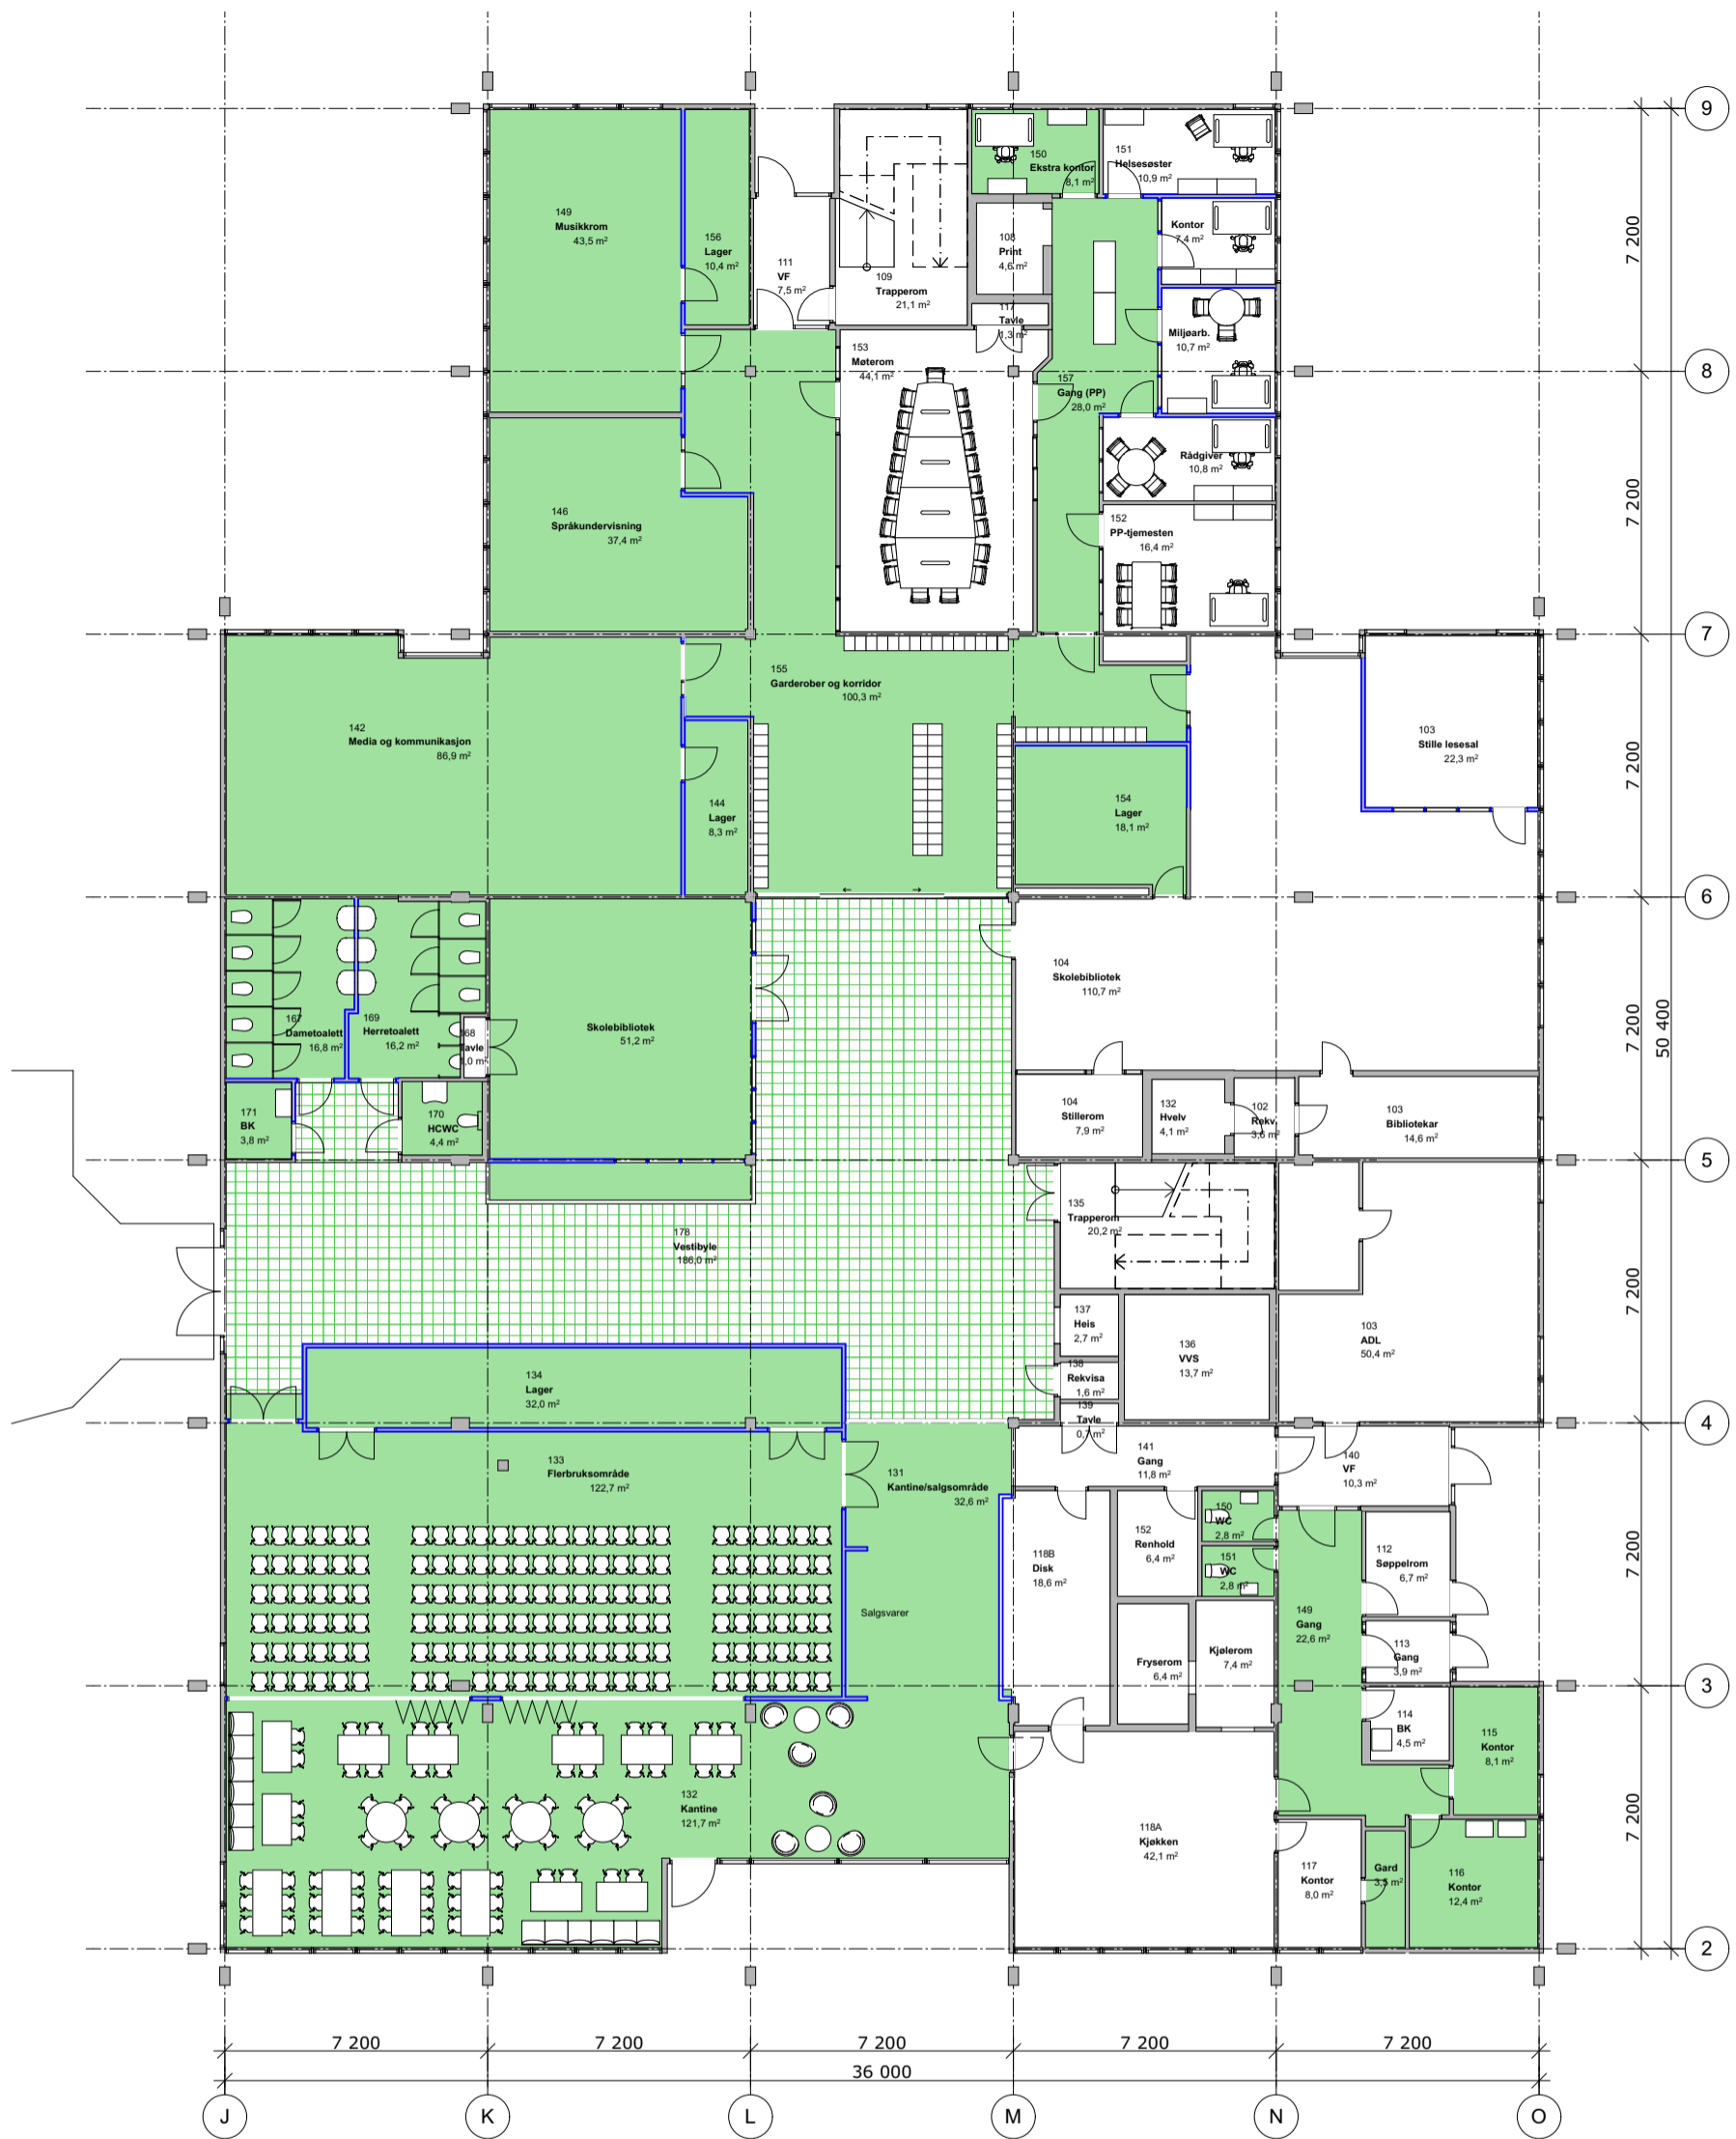 9
149
Musikkrom
43,5 m²
156
Lager
10,4 m²
111
VF
7,5 m²
109
Trapperom
21,1 m²
150
Ekstra kontor
8,1 m²
151
Helsesøster
10,9 m²
108
Print
4,6 m²
Kontor
7,4 m²
7 200
117
Tavle
1,3 m²
153
Møterom
44,1 m²
Miljøarb.
10,7 m²
8
157
Gang (PP)
28,0 m²
Rådgiver
10,8 m²
146
Språkundervisning
37,4 m²
152
PP-tjemesten
16,4 m²
7 200
7
155
Garderober og korridor
100,3 m²
142
Media og kommunikasjon
86,9 m²
103
Stille lesesal
22,3 m²
144
Lager
8,3 m²
154
Lager
18,1 m²
7 200
6
104
Skolebibliotek
110,7 m²
167
Dametoalett
16,8 m²
169
Herretoalett
16,2 m²
Skolebibliotek
51,2 m²
7 200
50 400
171
BK
3,8 m²
170
HCWC
4,4 m²
104
Stillerom
7,9 m²
132
Hvelv
4,1 m²
102
Rekv.
3,6 m²
103
Bibliotekar
14,6 m²
5
178
Vestibyle
186,0 m²
135
Trapperom
20,2 m²
137
Heis
2,7 m²
136
VVS
13,7 m²
103
ADL
50,4 m²
7 200
138
Rekvisa
1,6 m²
134
Lager
32,0 m²
139
Tavle
4
133
Flerbruksområde
122,7 m²
131
Kantine/salgsområde
32,6 m²
141
Gang
11,8 m²
140
VF
10,3 m²
118B
Disk
18,6 m²
152
Renhold
6,4 m²
150
WC
2,8 m²
151
WC
2,8 m²
112
Søppelrom
6,7 m²
7 200
Salgsvarer
149
Gang
22,6 m²
113
Gang
3,9 m²
Fryserom
6,4 m²
Kjølerom
7,4 m²
3
114
BK
4,5 m²
115
Kontor
8,1 m²
132
Kantine
121,7 m²
118A
Kjøkken
42,1 m²
7 200
117
Kontor
8,0 m²
Gard
3,5 m²
116
Kontor
12,4 m²
2
7 200
7 200
7 200
7 200
7 200
36 000
J
K
L
M
N
O